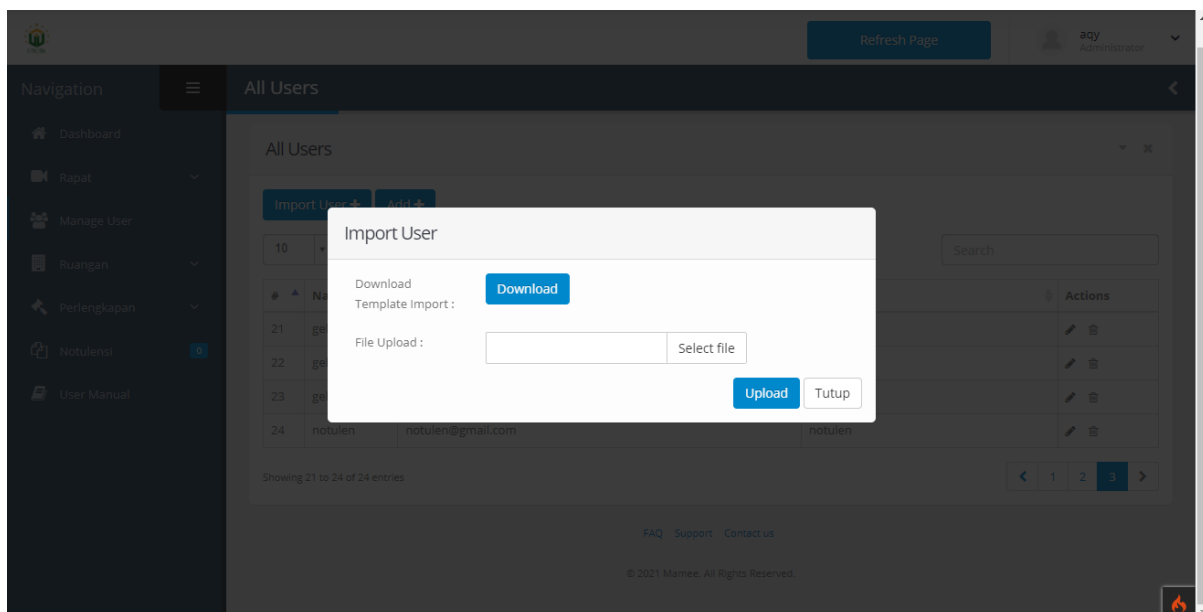 Refresh Page
aqy
Administrator
Navigation
All Users
Dashboard
Rapat
Manage User
Ruangan
Perlengkapan
Notulensi 0
User Manual
All Users
Import User Add
10
Search
Import User
Download
Template Import :
Download
File Upload :
Select file
Upload Tutup
# Actions
21
22
23
24 notulen notulen@gmail.com notulen
Showing 21 to 24 of 24 entries
1 2 3
FAQ Support Contact us
© 2021 Mamee. All Rights Reserved.